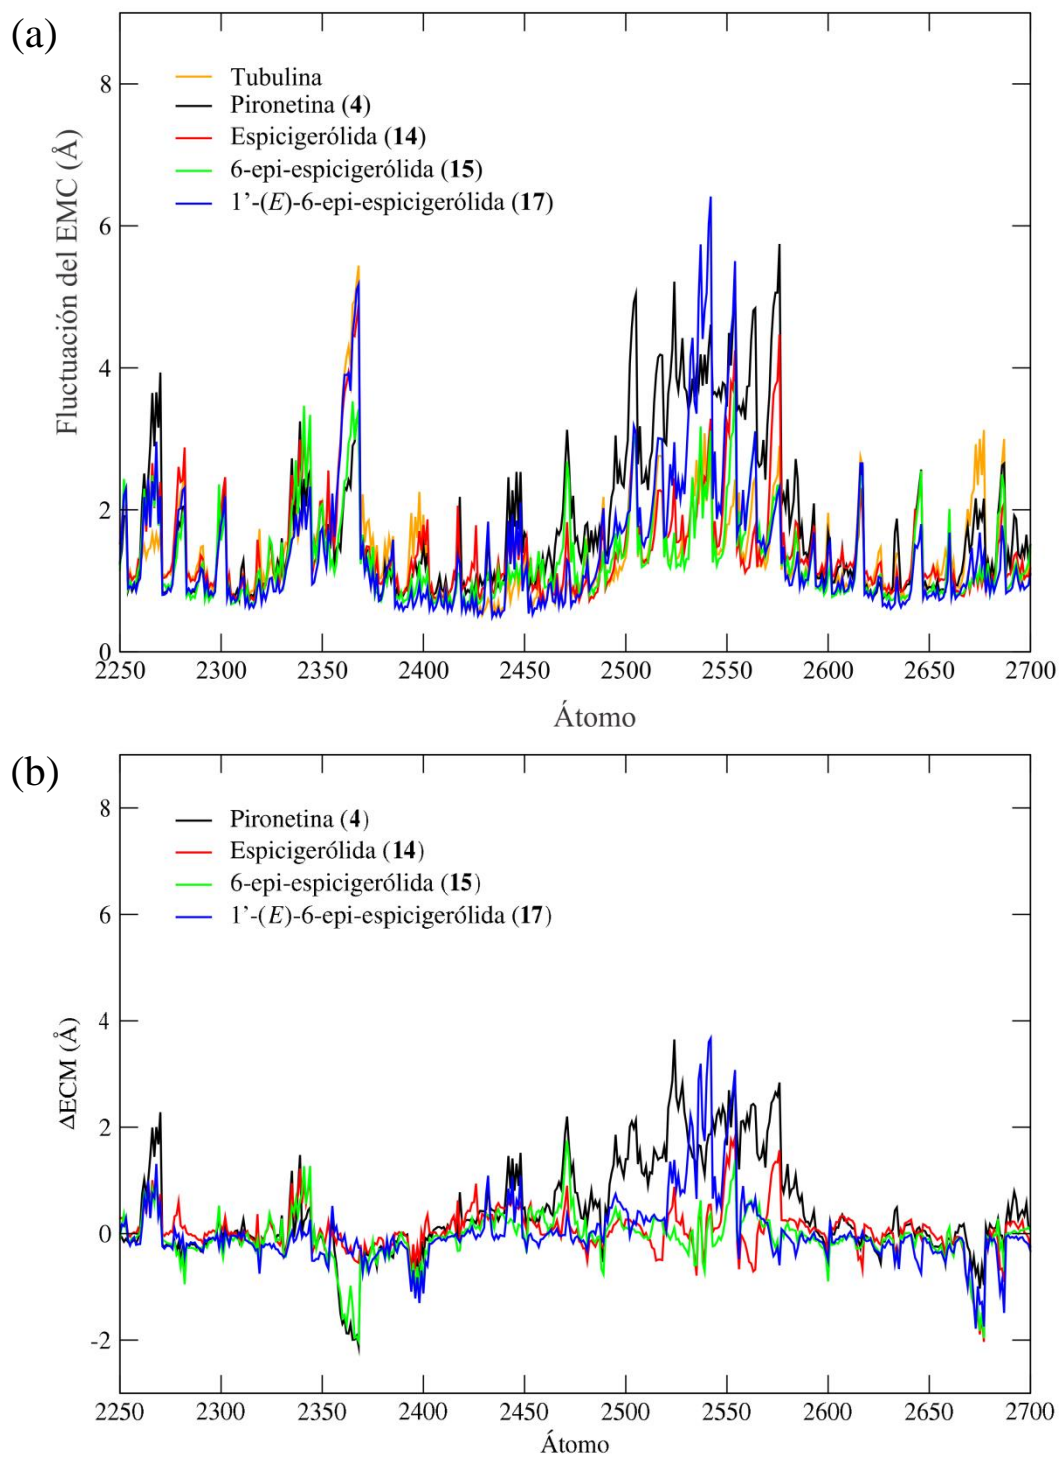 (a)
8
6
4
2
0
Fluctuación del EMC (Å)
Tubulina
Pironetina (4)
Espicigerólida (14)
6-epi-espicigerólida (15)
1’-(E)-6-epi-espicigerólida (17)
2250 2300 2350 2400 2450 2500 2550 2600 2650 2700
Átomo
(b)
8
6
4
2
0
-2
ΔECM (Å)
Pironetina (4)
Espicigerólida (14)
6-epi-espicigerólida (15)
1’-(E)-6-epi-espicigerólida (17)
2250 2300 2350 2400 2450 2500 2550 2600 2650 2700
Átomo